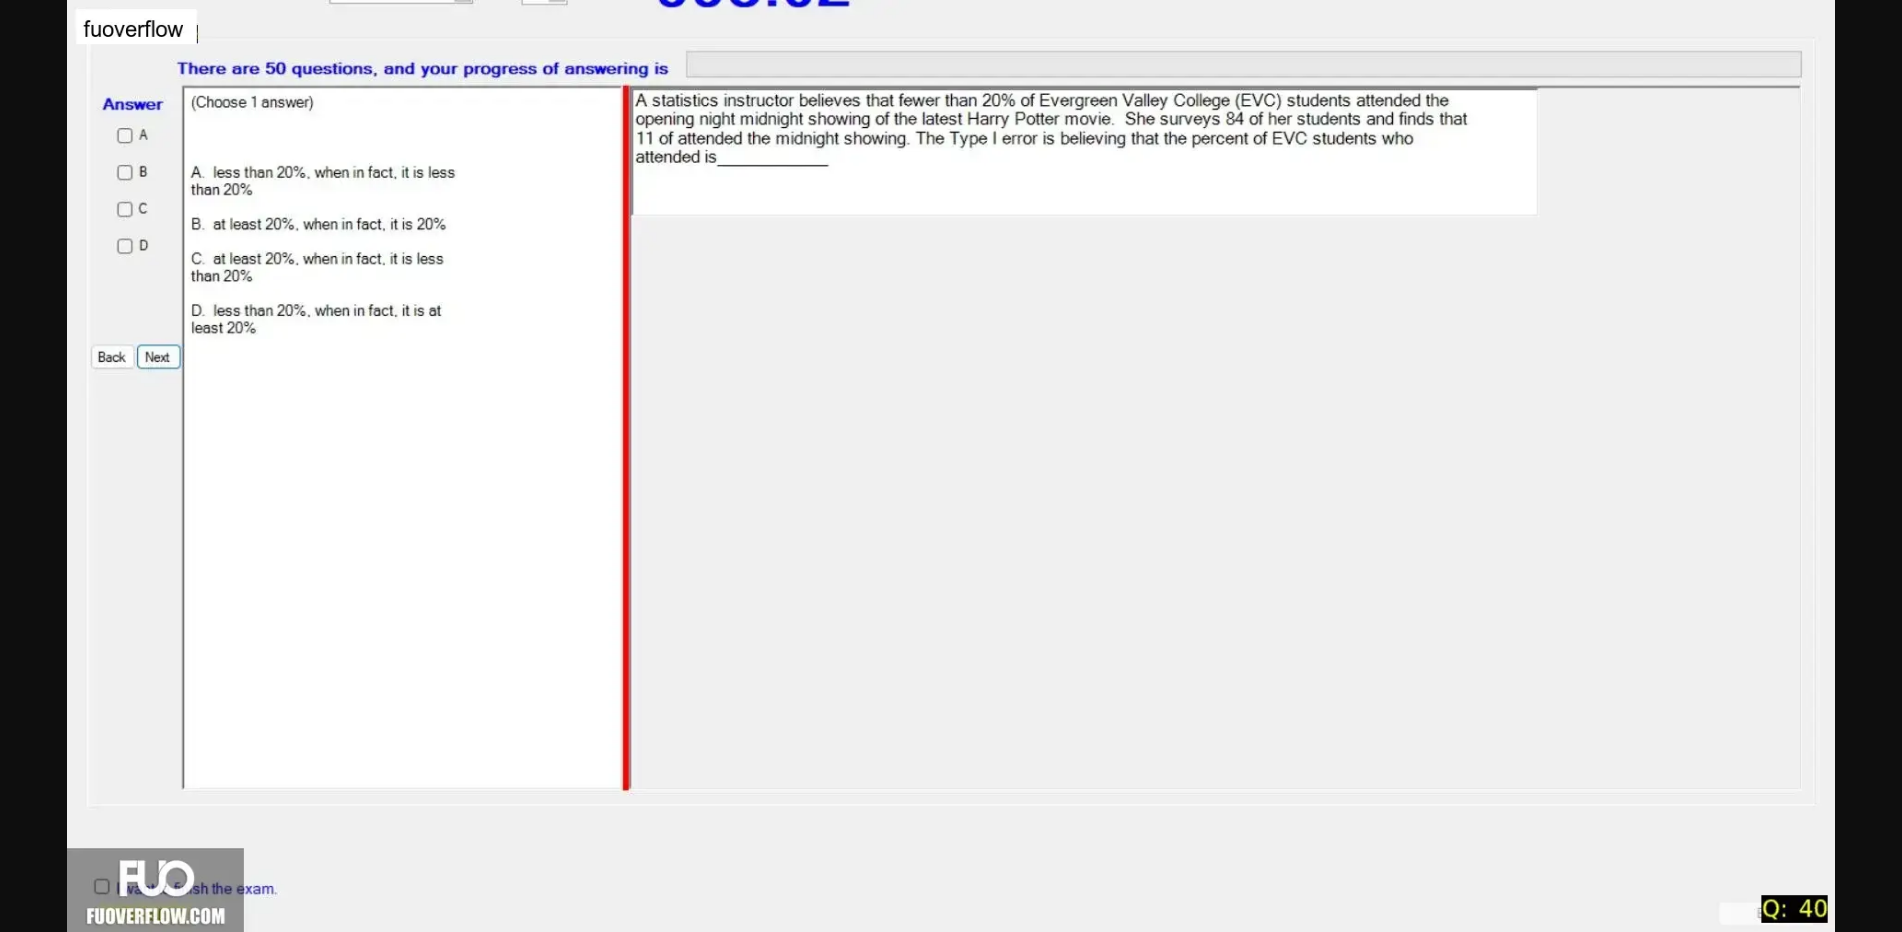 fuoverflow
There are 50 questions, and your progress of answering is
Answer
A
B
C
D
Back
Next
(Choose 1 answer)
A. less than 20%, when in fact, it is less
than 20%
B. at least 20%, when in fact, it is 20%
C. at least 20%, when in fact, it is less
than 20%
D. less than 20%, when in fact, it is at
least 20%
A statistics instructor believes that fewer than 20% of Evergreen Valley College (EVC) students attended the
opening night midnight showing of the latest Harry Potter movie. She surveys 84 of her students and finds that
11 of attended the midnight showing. The Type I error is believing that the percent of EVC students who
attended is____________
the exam.
FUO
FUOVERFLOW.COM
Q: 40